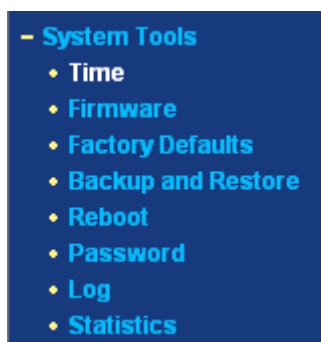 – System Tools
• Time
• Firmware
• Factory Defaults
• Backup and Restore
• Reboot
• Password
• Log
• Statistics